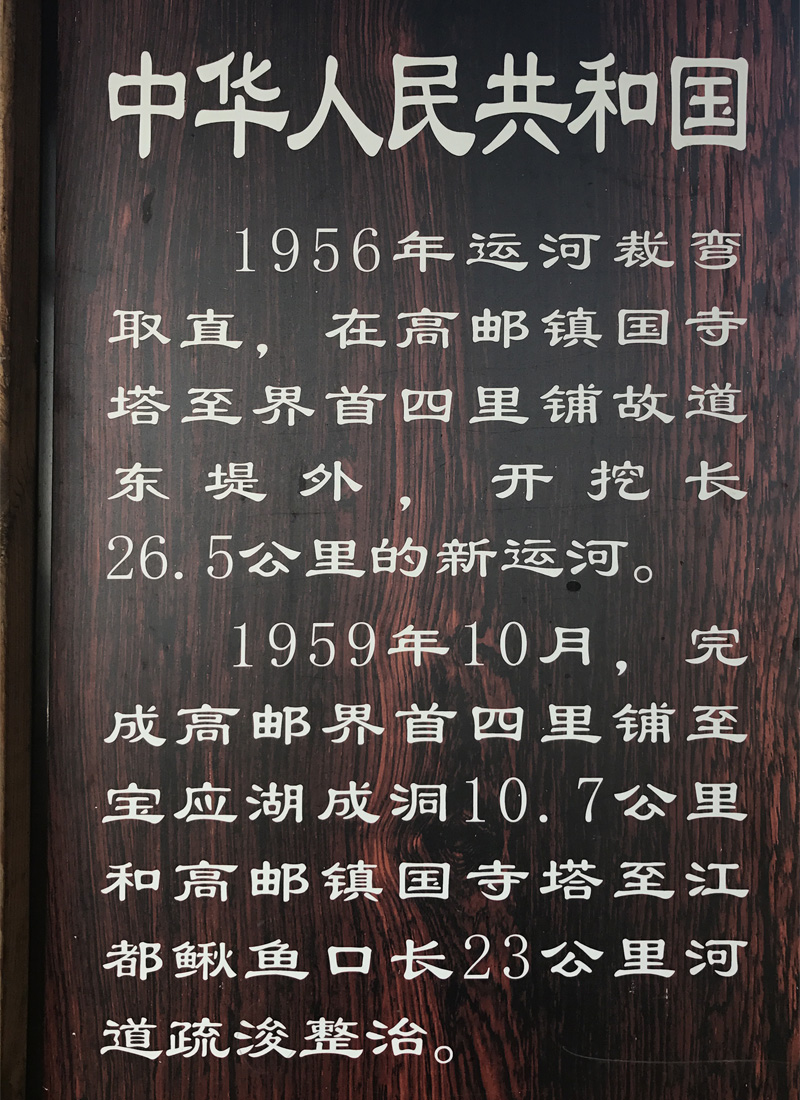 中华人民共和国
1956年运河裁弯
取直，在高邮镇国寺
塔至界首四里铺故道
东堤外，开挖长
26.5公里的新运河。
1959年10月，完
成高邮界首四里铺至
宝应湖成洞10.7公里
和高邮镇国寺塔至江
都鳅鱼口长23公里河
道疏浚整治。